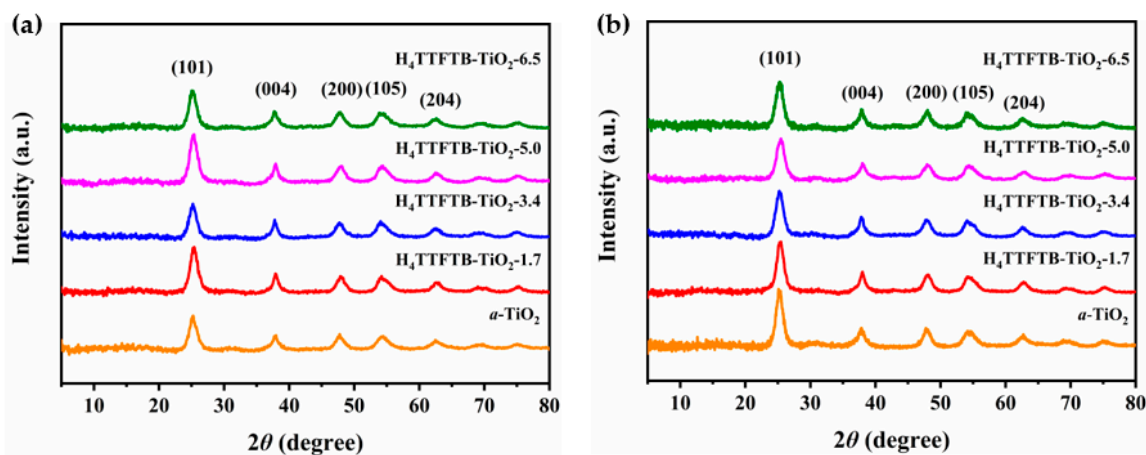 (a)
H₄TTFTB-TiO₂-6.5
(101)
(004) (200) (105)
(204)
H₄TTFTB-TiO₂-5.0
H₄TTFTB-TiO₂-3.4
H₄TTFTB-TiO₂-1.7
a-TiO₂
Intensity (a.u.)
10 20 30 40 50 60 70 80
2θ (degree)
(b)
H₄TTFTB-TiO₂-6.5
(101)
(004) (200) (105)
(204)
H₄TTFTB-TiO₂-5.0
H₄TTFTB-TiO₂-3.4
H₄TTFTB-TiO₂-1.7
a-TiO₂
Intensity (a.u.)
10 20 30 40 50 60 70 80
2θ (degree)